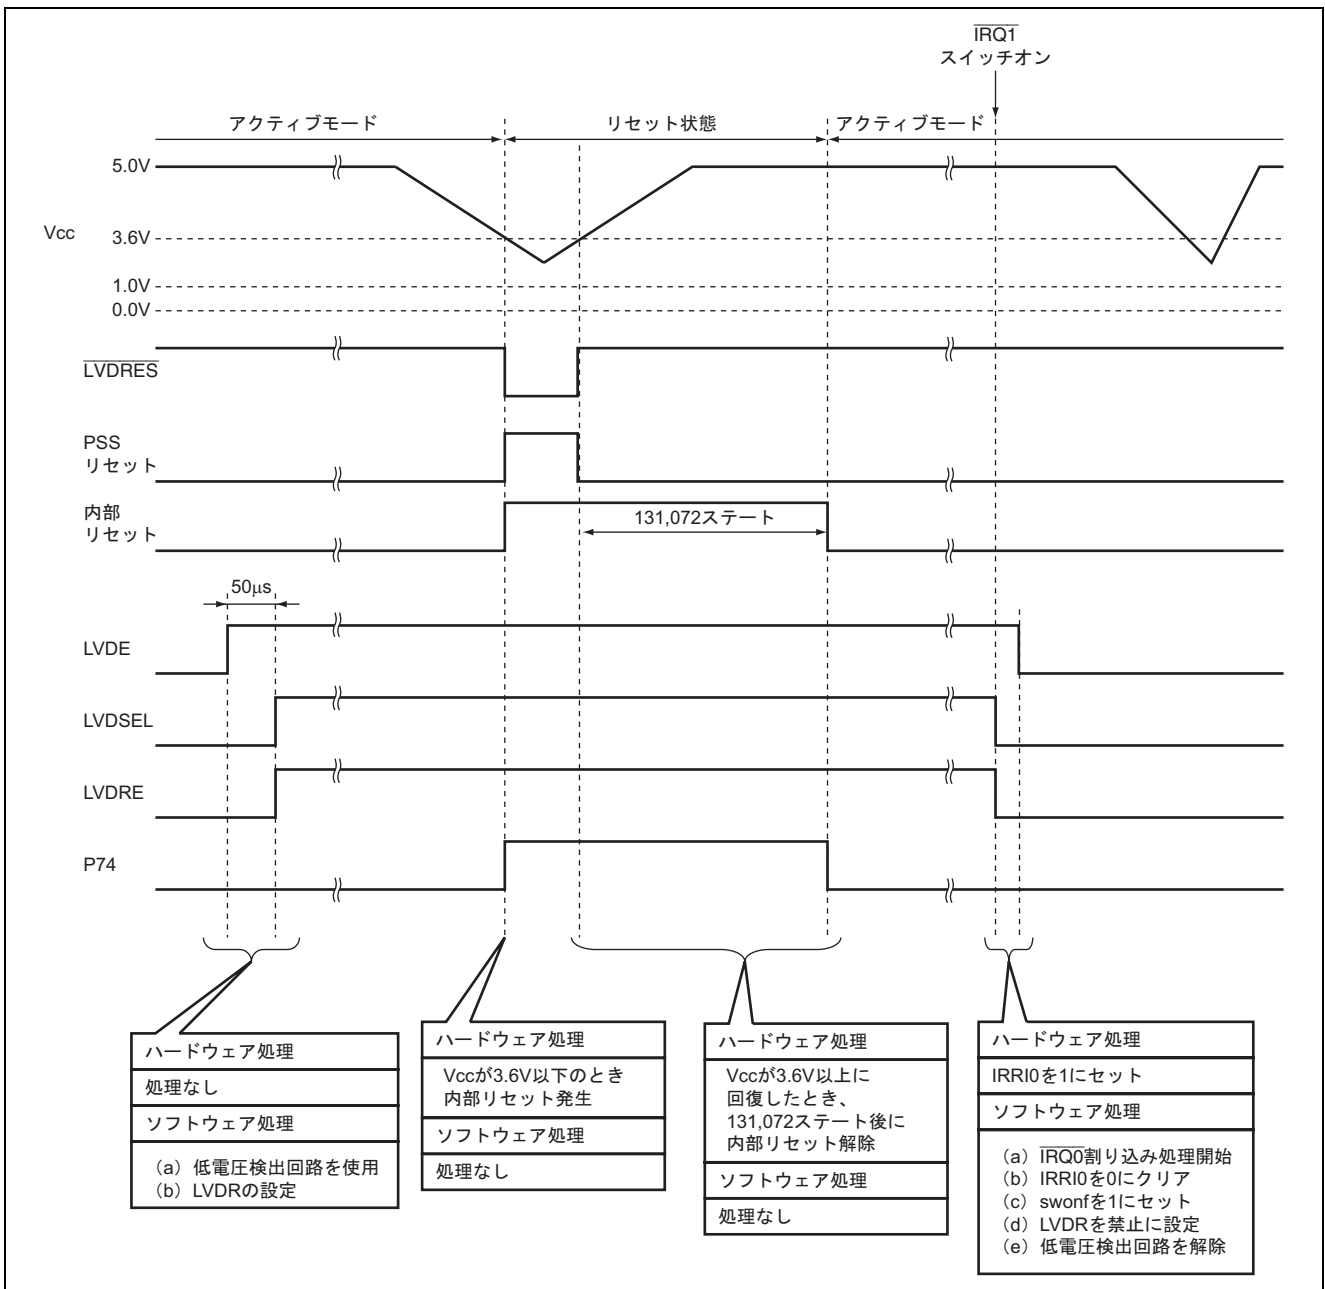 IRQ1
スイッチオン
アクティブモード
リセット状態
アクティブモード
5.0V
Vcc
3.6V
1.0V
0.0V
LVDRES
PSS
リセット
内部
リセット
131,072ステート
50μs
LVDE
LVDSEL
LVDRE
P74
ハードウェア処理
処理なし
ソフトウェア処理
（a）低電圧検出回路を使用
（b）LVDRの設定
ハードウェア処理
Vccが3.6V以下のとき
内部リセット発生
ソフトウェア処理
処理なし
ハードウェア処理
Vccが3.6V以上に
回復したとき、
131,072ステート後に
内部リセット解除
ソフトウェア処理
処理なし
ハードウェア処理
IRRI0を1にセット
ソフトウェア処理
（a）IRQ0割り込み処理開始
（b）IRRI0を0にクリア
（c）swonfを1にセット
（d）LVDRを禁止に設定
（e）低電圧検出回路を解除